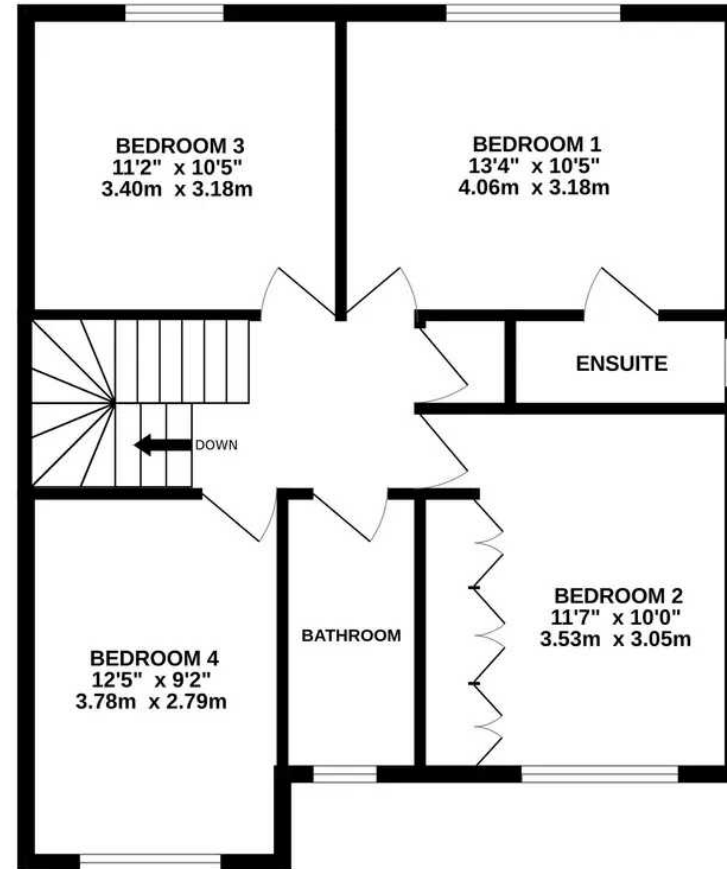 BEDROOM 3
11'2" x 10'5"
3.40m x 3.18m
BEDROOM 1
13'4" x 10'5"
4.06m x 3.18m
ENSUITE
DOWN
BEDROOM 4
12'5" x 9'2"
3.78m x 2.79m
BATHROOM
BEDROOM 2
11'7" x 10'0"
3.53m x 3.05m